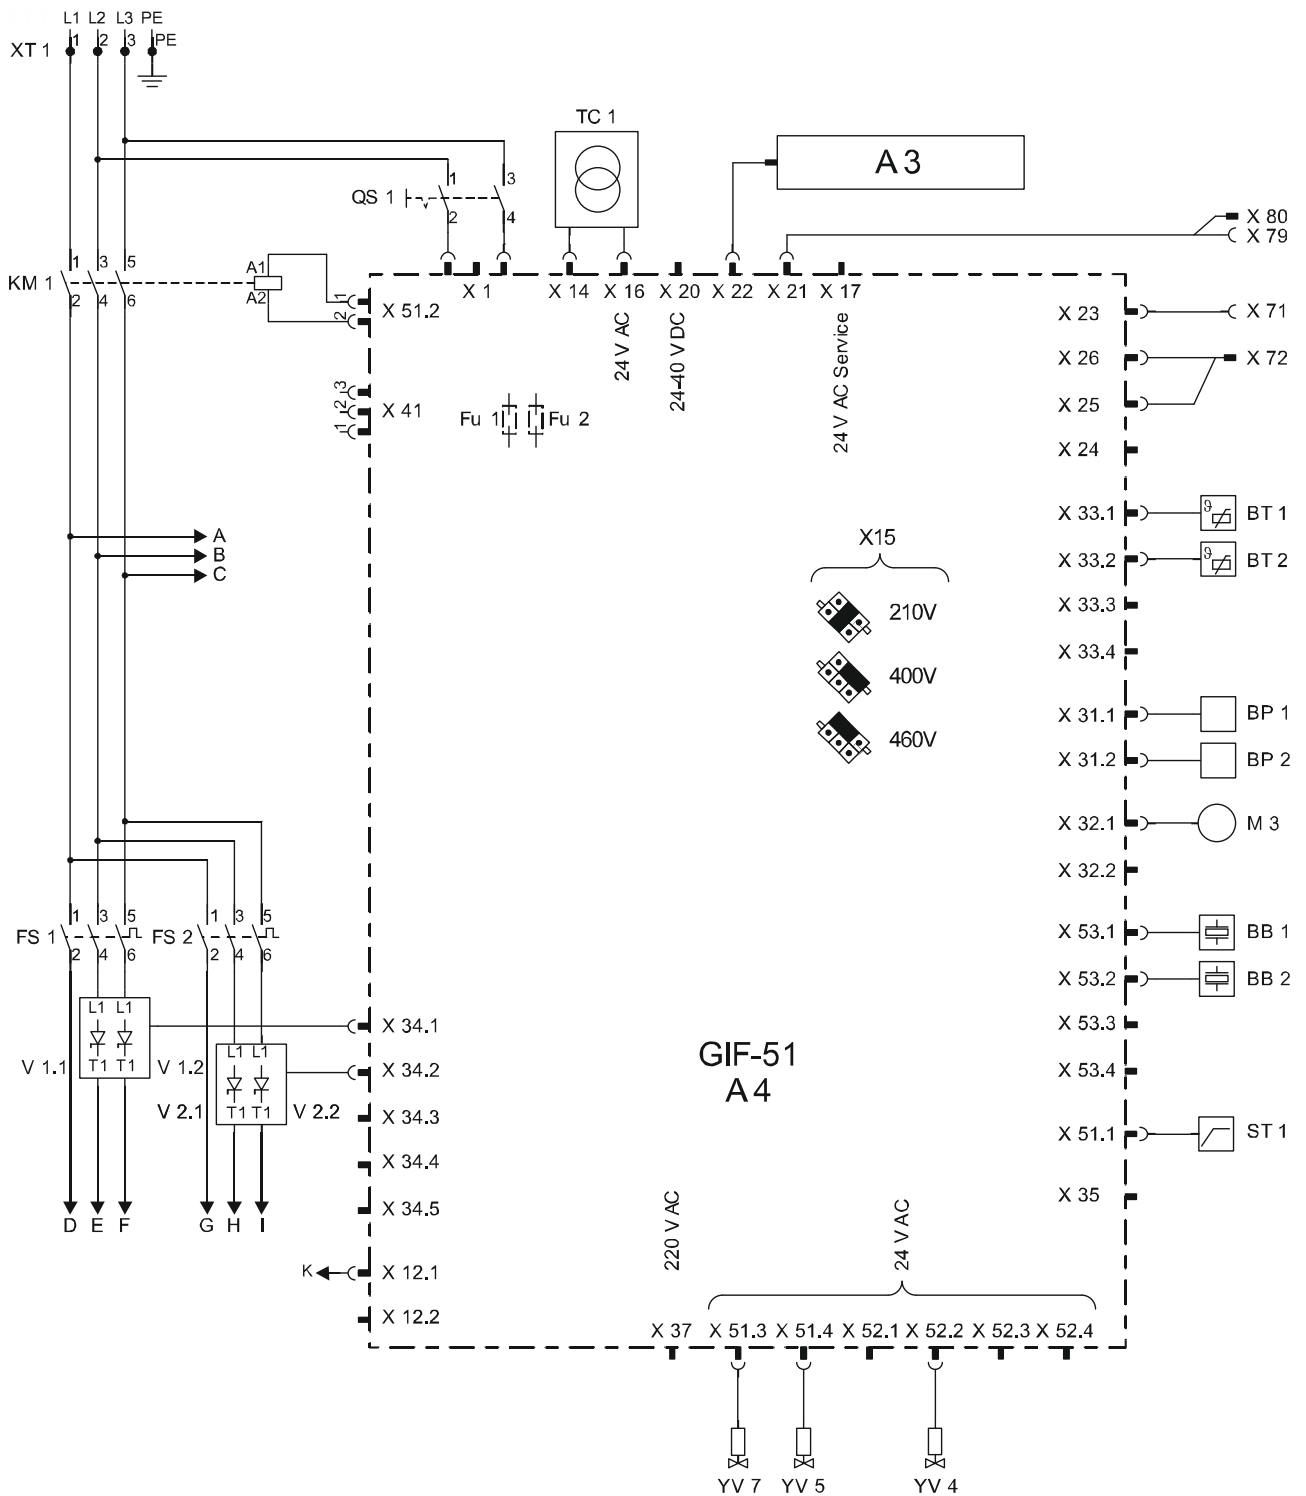 L1 L2 L3 PE
XT 1 1 2 3 PE
TC 1
A 3
QS 1 1 2 3 4
X 80
X 79
KM 1 1 2 3 4 5 6
A1
A2
X 51.2 1 2
X 1 X 14 X 16 X 20 X 22 X 21 X 17
24 V AC
24-40 V DC
24 V AC Service
X 23 X 71
X 26 X 72
X 25
X 41 3 2 1
Fu 1 Fu 2
X 24
X 33.1 ϑ BT 1
X 33.2 ϑ BT 2
X 33.3
X 33.4
A
B
C
X15
210V
400V
460V
X 31.1 BP 1
X 31.2 BP 2
X 32.1 M 3
X 32.2
FS 1 1 2 3 4 5 6
FS 2 1 2 3 4 5 6
X 53.1 BB 1
X 53.2 BB 2
X 53.3
X 53.4
L1 L1
V 1.1 T1 T1 V 1.2
L1 L1
V 2.1 T1 T1 V 2.2
X 34.1
X 34.2
X 34.3
X 34.4
X 34.5
GIF-51
A 4
X 51.1 ST 1
X 35
D E F G H I
K X 12.1
X 12.2
220 V AC
24 V AC
X 37 X 51.3 X 51.4 X 52.1 X 52.2 X 52.3 X 52.4
YV 7 YV 5 YV 4